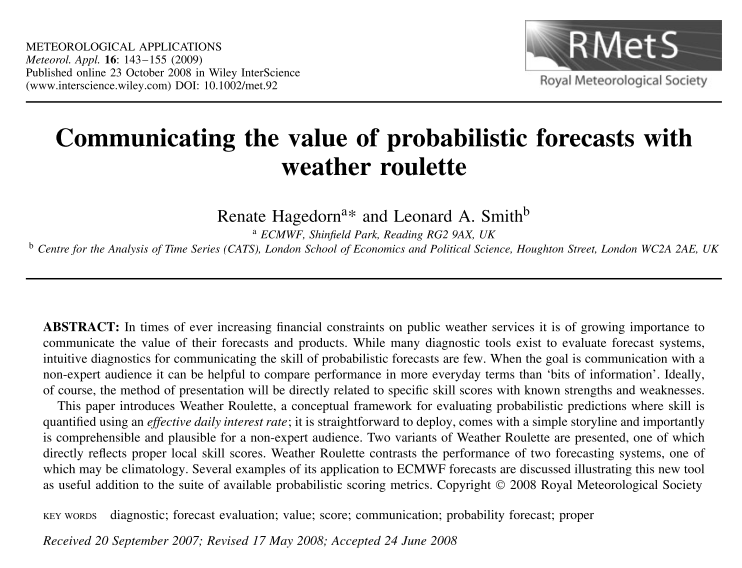 METEOROLOGICAL APPLICATIONS
Meteorol. Appl. 16: 143–155 (2009)
Published online 23 October 2008 in Wiley InterScience
(www.interscience.wiley.com) DOI: 10.1002/met.92
RMetS
Royal Meteorological Society
Communicating the value of probabilistic forecasts with
weather roulette
Renate Hagedornᵃ* and Leonard A. Smithᵇ
ᵃ ECMWF, Shinfield Park, Reading RG2 9AX, UK
ᵇ Centre for the Analysis of Time Series (CATS), London School of Economics and Political Science, Houghton Street, London WC2A 2AE, UK
ABSTRACT: In times of ever increasing financial constraints on public weather services it is of growing importance to
communicate the value of their forecasts and products. While many diagnostic tools exist to evaluate forecast systems,
intuitive diagnostics for communicating the skill of probabilistic forecasts are few. When the goal is communication with a
non-expert audience it can be helpful to compare performance in more everyday terms than ‘bits of information’. Ideally,
of course, the method of presentation will be directly related to specific skill scores with known strengths and weaknesses.
This paper introduces Weather Roulette, a conceptual framework for evaluating probabilistic predictions where skill is
quantified using an effective daily interest rate; it is straightforward to deploy, comes with a simple storyline and importantly
is comprehensible and plausible for a non-expert audience. Two variants of Weather Roulette are presented, one of which
directly reflects proper local skill scores. Weather Roulette contrasts the performance of two forecasting systems, one of
which may be climatology. Several examples of its application to ECMWF forecasts are discussed illustrating this new tool
as useful addition to the suite of available probabilistic scoring metrics. Copyright © 2008 Royal Meteorological Society
KEY WORDS diagnostic; forecast evaluation; value; score; communication; probability forecast; proper
Received 20 September 2007; Revised 17 May 2008; Accepted 24 June 2008